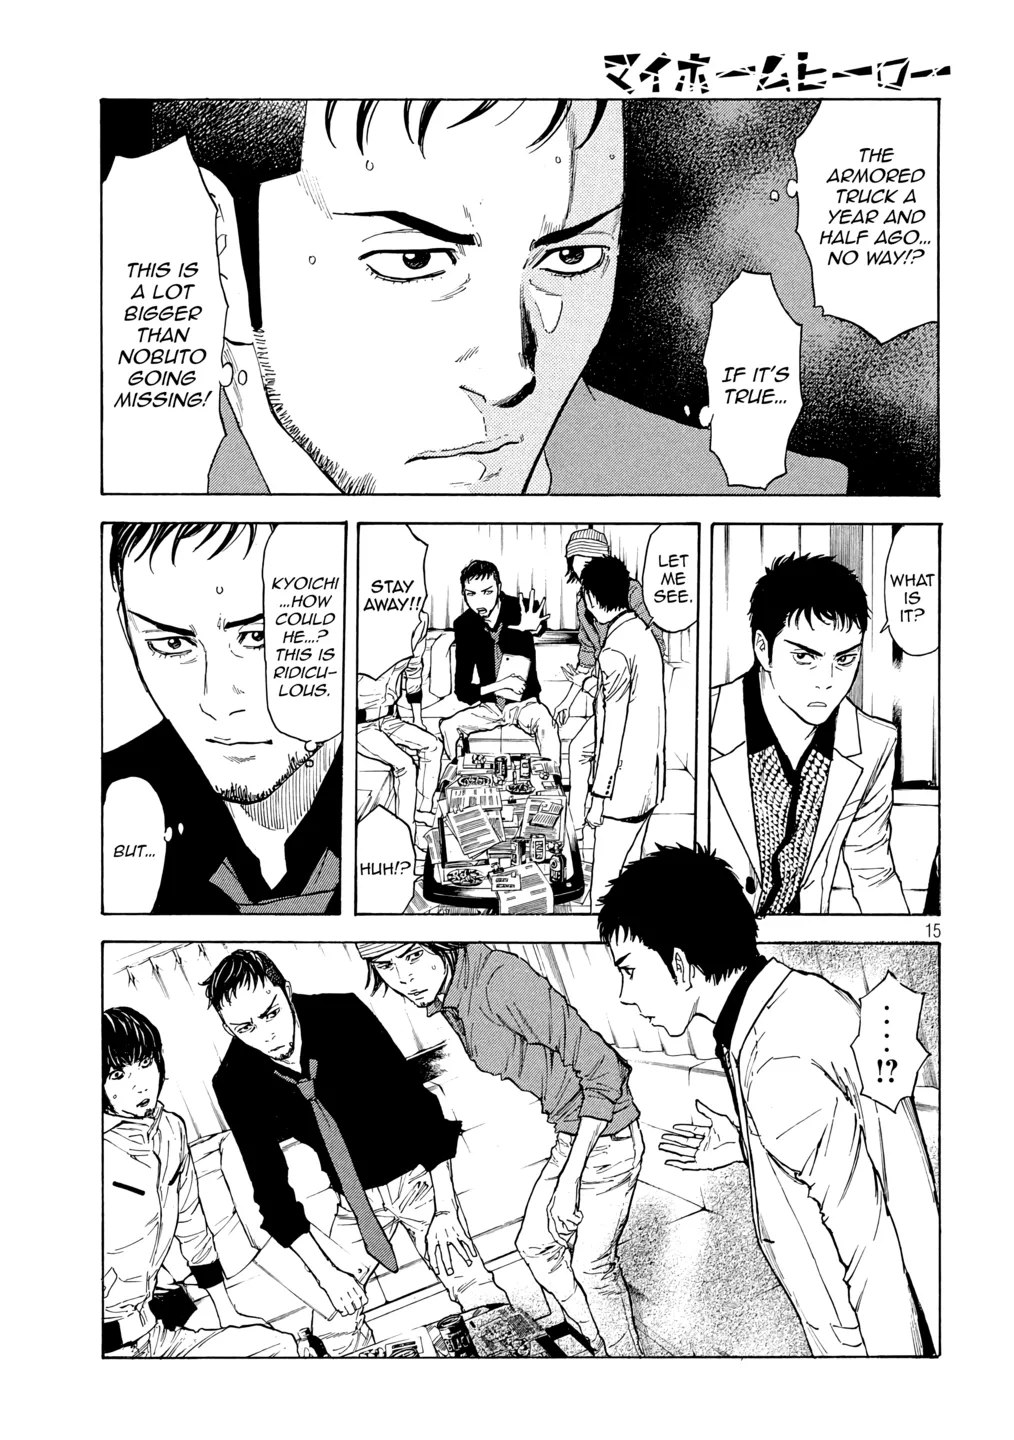 マイホームヒーロー
THE
ARMORED
TRUCK A
YEAR AND
HALF AGO...
NO WAY!?
IF IT'S
TRUE...
THIS IS
A LOT
BIGGER
THAN
NOBUTO
GOING
MISSING!
WHAT
IS
IT?
LET
ME
SEE.
STAY
AWAY!!
HUH!?
KYOICHI
...HOW
COULD
HE...?
THIS IS
RIDICU-
LOUS.
BUT...
15
....!?